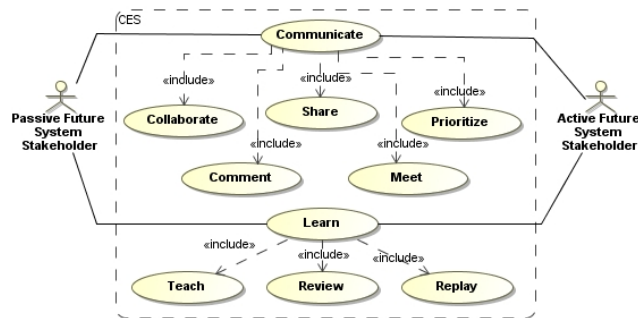 CES
Communicate
«include»
«include»
«include»
Collaborate
Share
Prioritize
Passive Future
System
Stakeholder
Active Future
System
Stakeholder
«include»
«include»
Comment
Meet
Learn
«include»
«include»
«include»
Teach
Review
Replay